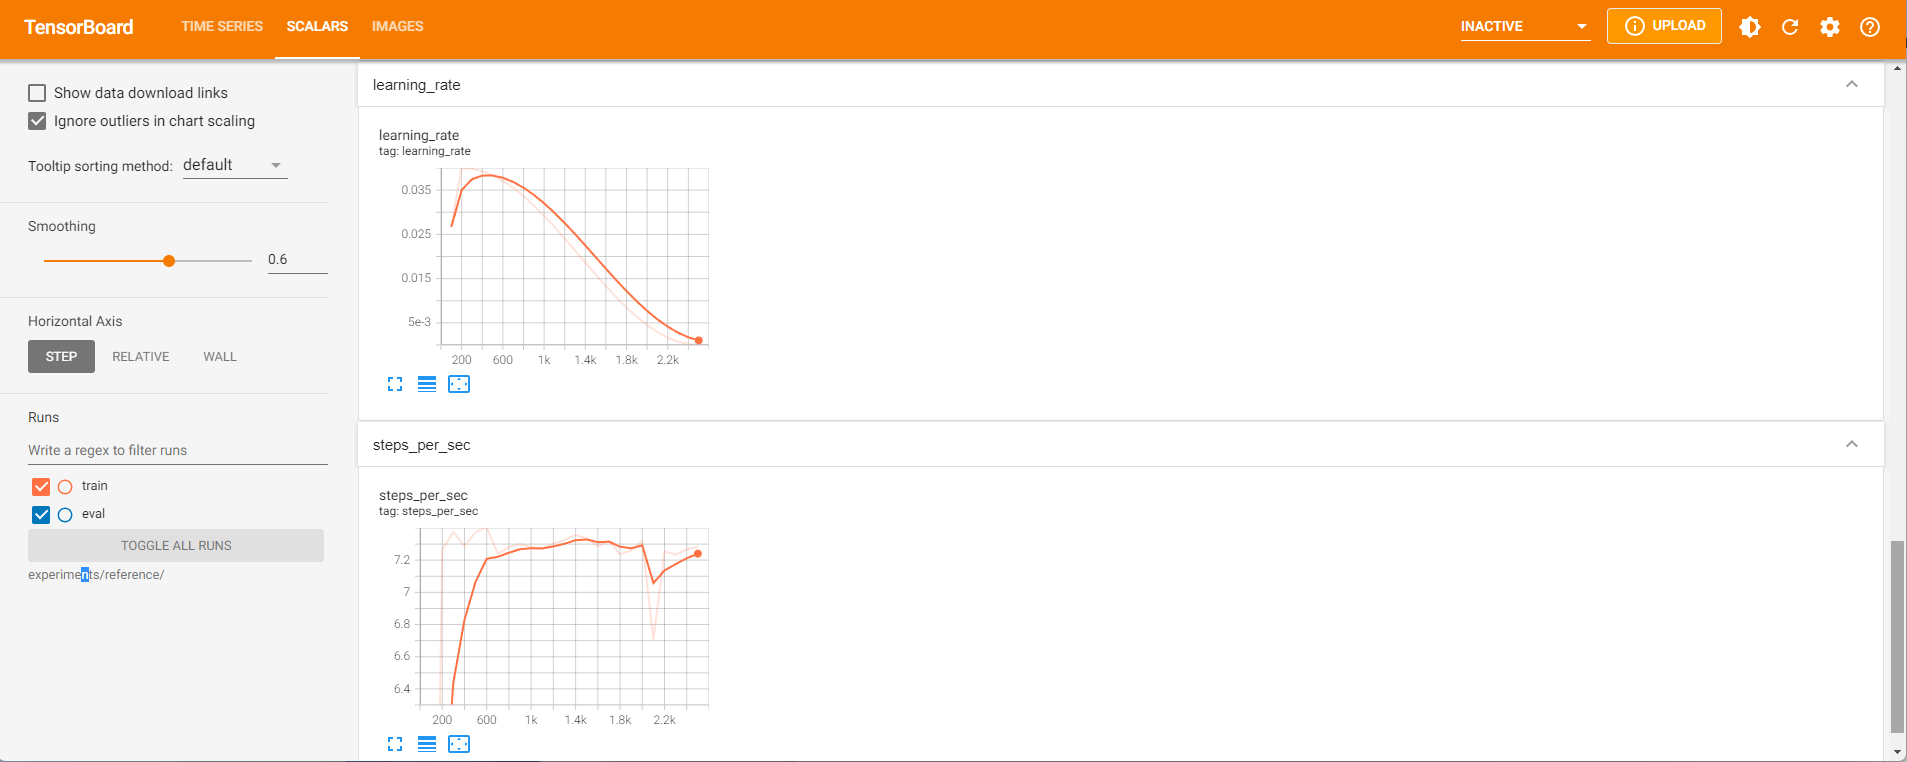 TensorBoard
TIME SERIES
SCALARS
IMAGES
INACTIVE
UPLOAD
Show data download links
Ignore outliers in chart scaling
Tooltip sorting method: default
Smoothing
0.6
Horizontal Axis
STEP
RELATIVE
WALL
Runs
Write a regex to filter runs
train
eval
TOGGLE ALL RUNS
experiments/reference/
learning_rate
learning_rate
tag: learning_rate
0.035
0.025
0.015
5e-3
200 600 1k 1.4k 1.8k 2.2k
steps_per_sec
steps_per_sec
tag: steps_per_sec
7.2
7
6.8
6.6
6.4
200 600 1k 1.4k 1.8k 2.2k